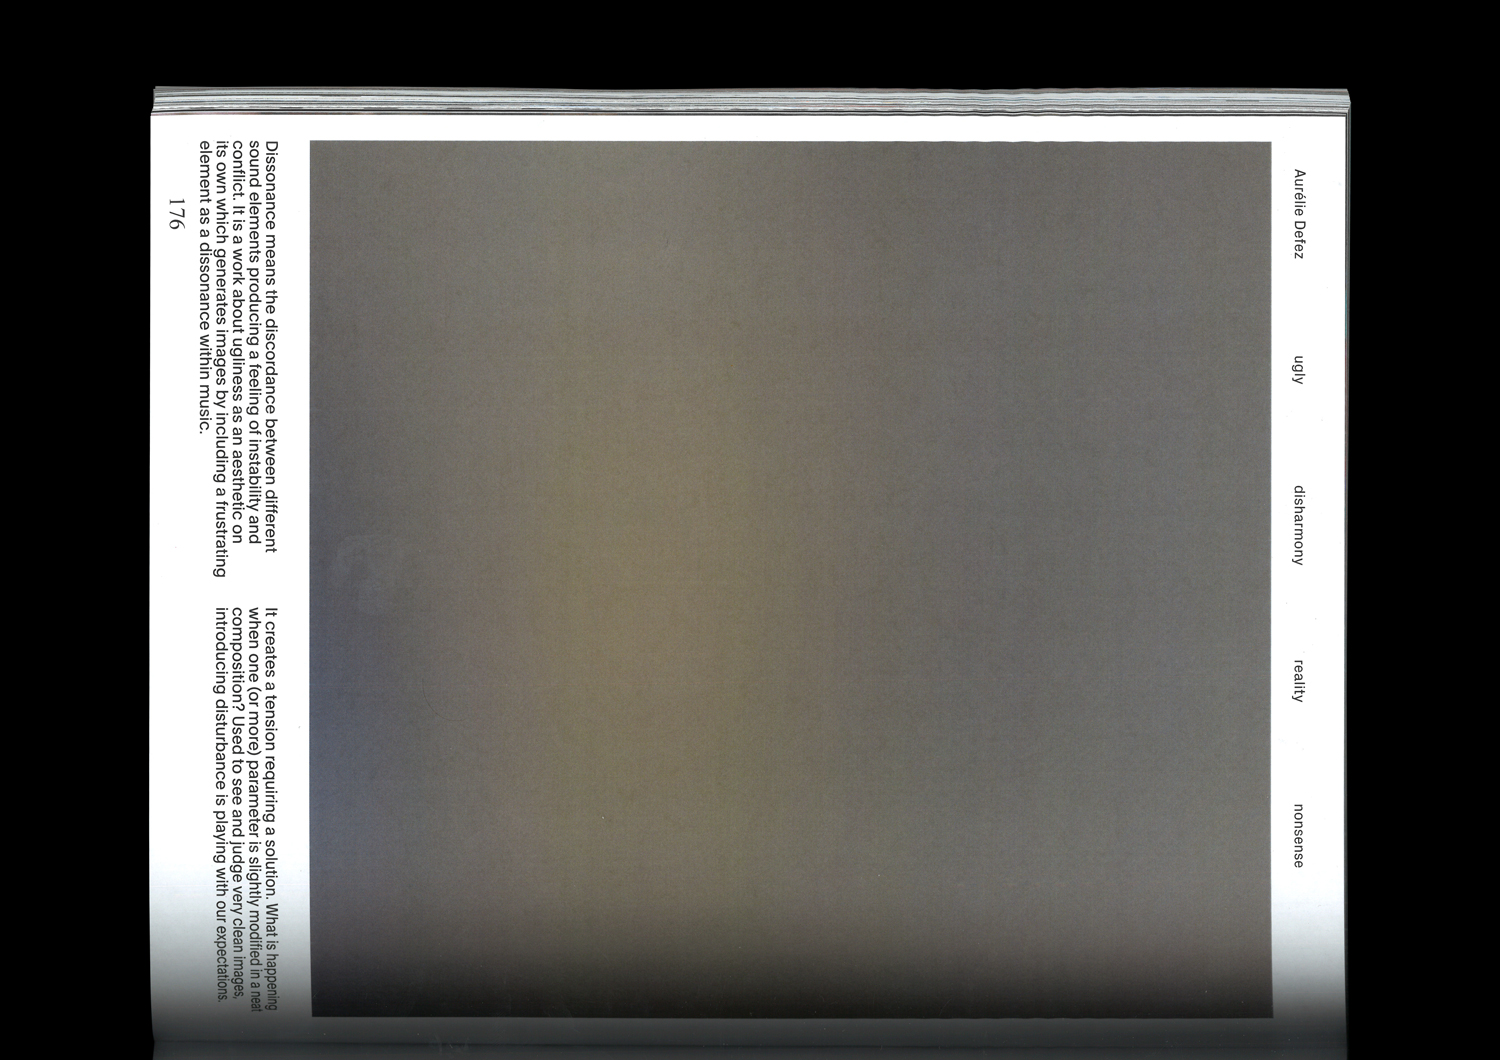 Aurélie Defez
ugly
disharmony
reality
nonsense
Dissonance means the discordance between different
sound elements producing a feeling of instability and
conflict. It is a work about ugliness as an aesthetic on
its own which generates images by including a frustrating
element as a dissonance within music.
It creates a tension requiring a solution. What is happening
when one (or more) parameter is slightly modified in a neat
composition? Used to see and judge very clean images,
introducing disturbance is playing with our expectations.
176